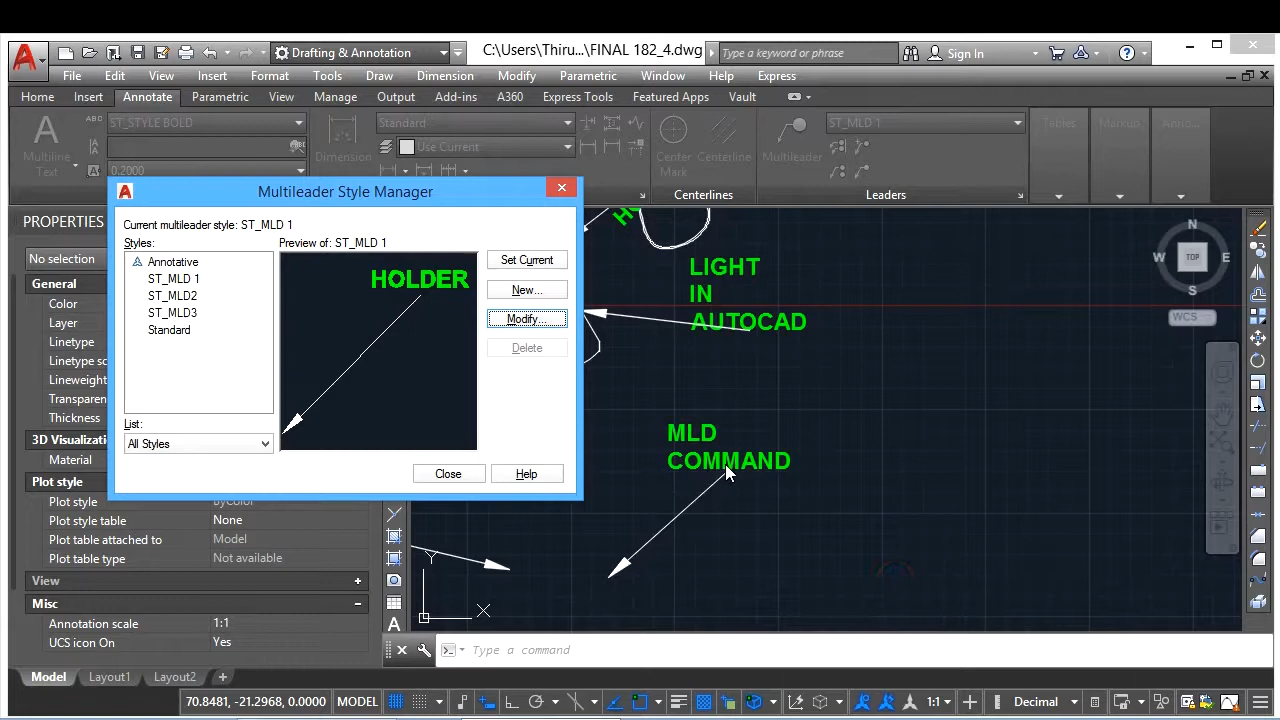 Drafting & Annotation
C:\Users\Thiru...\FINAL 182_4.dwg
Type a keyword or phrase
Sign In
File Edit View Insert Format Tools Draw Dimension Modify Parametric Window Help Express
Home Insert Annotate Parametric View Manage Output Add-ins A360 Express Tools Featured Apps Vault
ABC ST_STYLE BOLD Standard ST_MLD 1
Multiline Text
Dimension
Use Current
Center Mark
Centerline
Multileader
Tables
Markup
Anno...
0.2000
Centerlines
Leaders
Multileader Style Manager
Current multileader style: ST_MLD 1
Styles:
Preview of: ST_MLD 1
Annotative
ST_MLD 1
ST_MLD2
ST_MLD3
Standard
HOLDER
Set Current
New...
Modify...
Delete
List:
All Styles
Close
Help
PROPERTIES
No selection
General
Color
Layer
Linetype
Linetype sc
Lineweight
Transparen
Thickness
3D Visualizat
Material
Plot style
Plot style ByColor
Plot style table None
Plot table attached to Model
Plot table type Not available
View
Misc
Annotation scale 1:1
UCS icon On Yes
HO
LIGHT
IN
AUTOCAD
MLD
COMMAND
N
W TOP E
S
WCS
Y
X
Type a command
Model Layout1 Layout2 +
70.8481, -21.2968, 0.0000 MODEL 1:1 Decimal